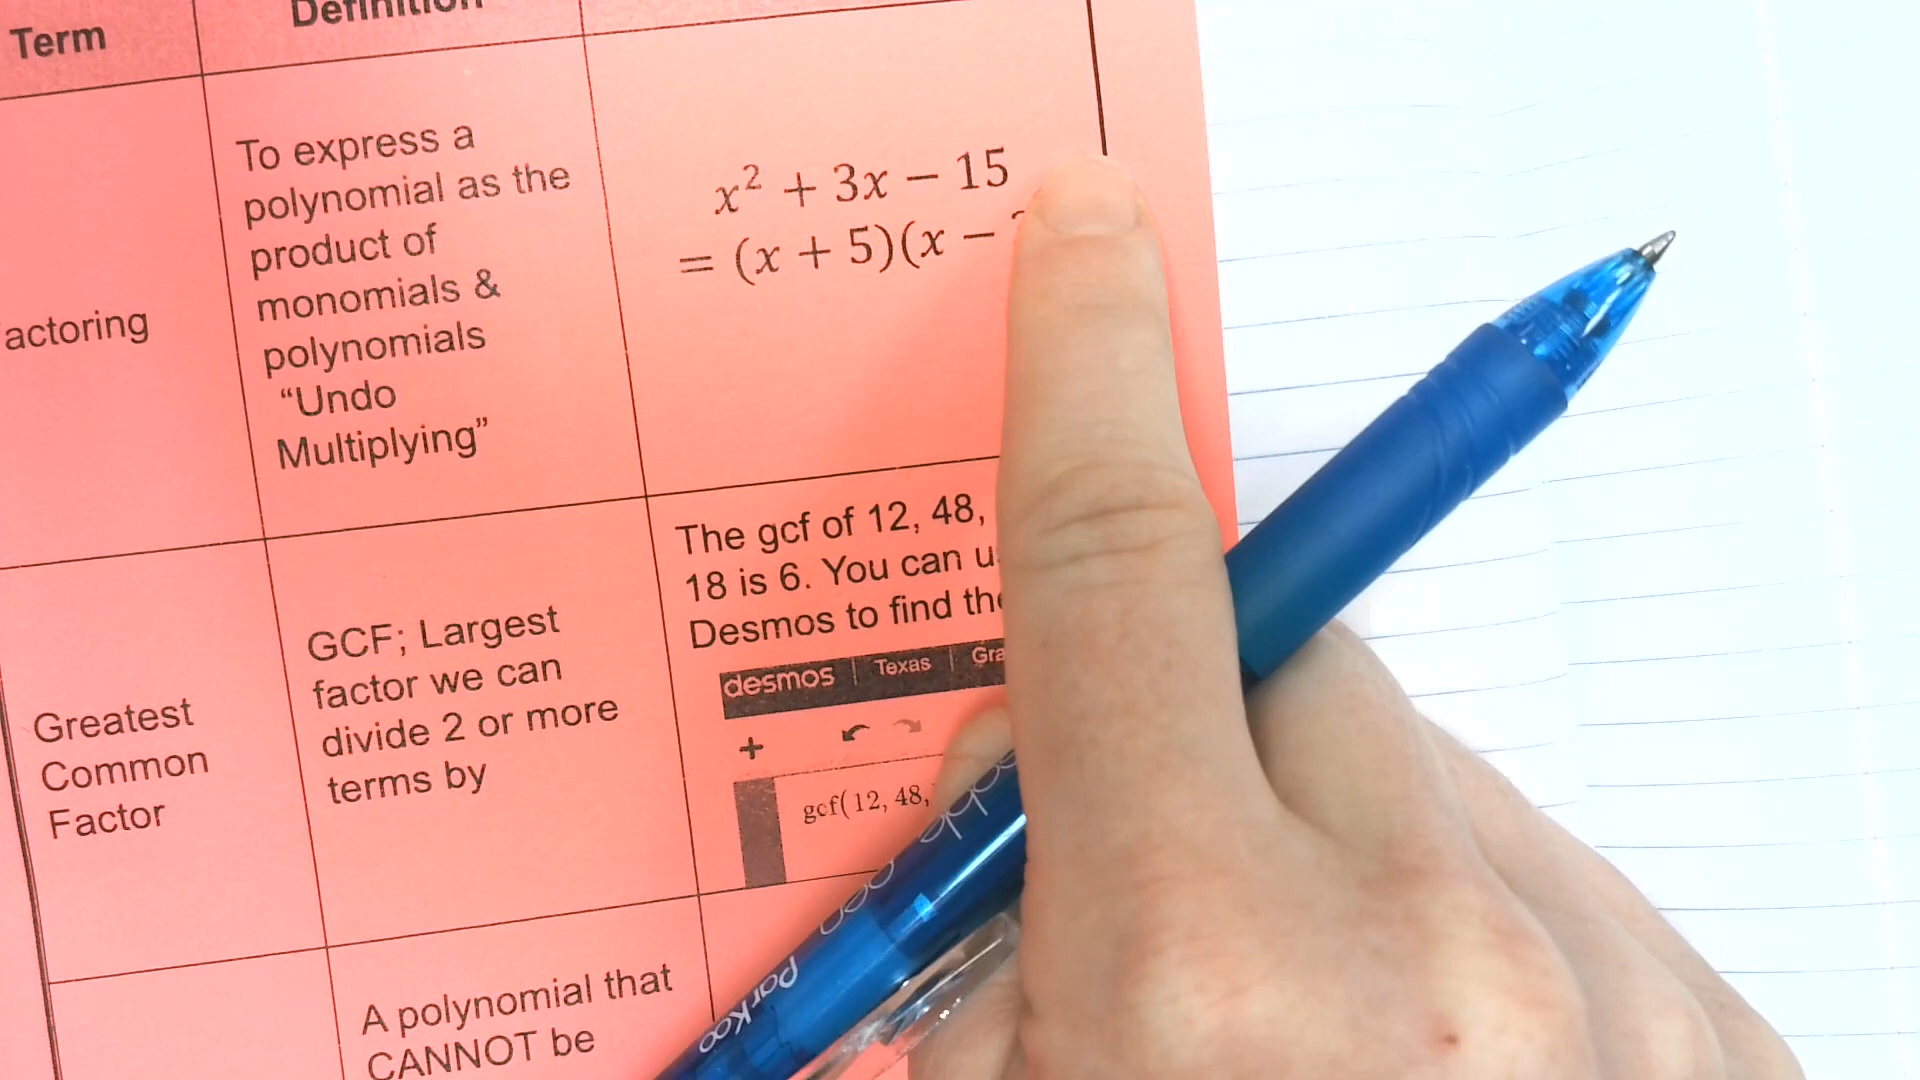 Term
Definition
actoring
To express a
polynomial as the
product of
monomials &
polynomials
“Undo
Multiplying”
x² + 3x − 15
= (x + 5)(x −
Greatest
Common
Factor
GCF; Largest
factor we can
divide 2 or more
terms by
The gcf of 12, 48,
18 is 6. You can u
Desmos to find the
desmos | Texas | Gra
+
gcf(12, 48,
A polynomial that
CANNOT be
parkoo